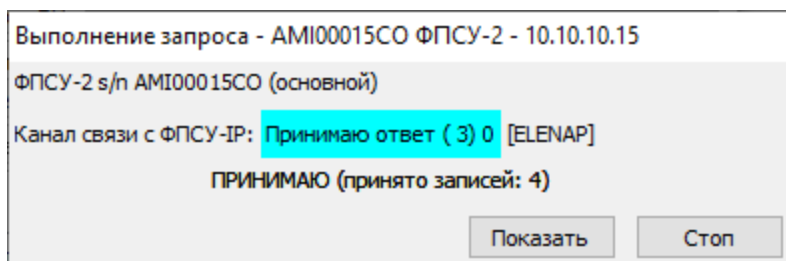 Выполнение запроса - AMI00015CO ФПСУ-2 - 10.10.10.15
ФПСУ-2 s/n AMI00015CO (основной)
Канал связи с ФПСУ-IP: Принимаю ответ ( 3) 0 [ELENAP]
ПРИНИМАЮ (принято записей: 4)
Показать Стоп